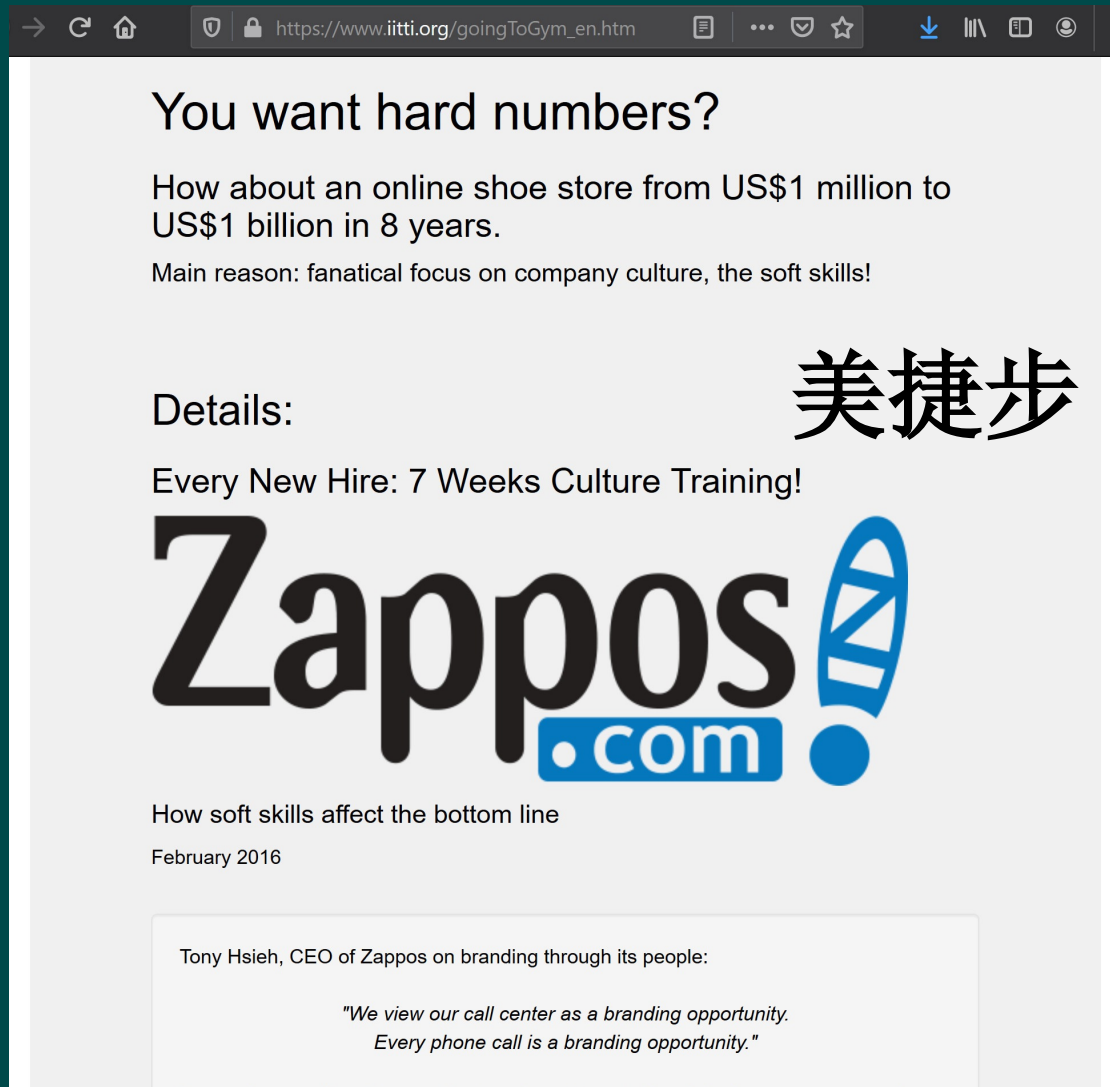 https://www.iitti.org/goingToGym_en.htm
You want hard numbers?
How about an online shoe store from US$1 million to
US$1 billion in 8 years.
Main reason: fanatical focus on company culture, the soft skills!
美捷步
Details:
Every New Hire: 7 Weeks Culture Training!
Zappos
.com
How soft skills affect the bottom line
February 2016
Tony Hsieh, CEO of Zappos on branding through its people:
"We view our call center as a branding opportunity.
Every phone call is a branding opportunity."